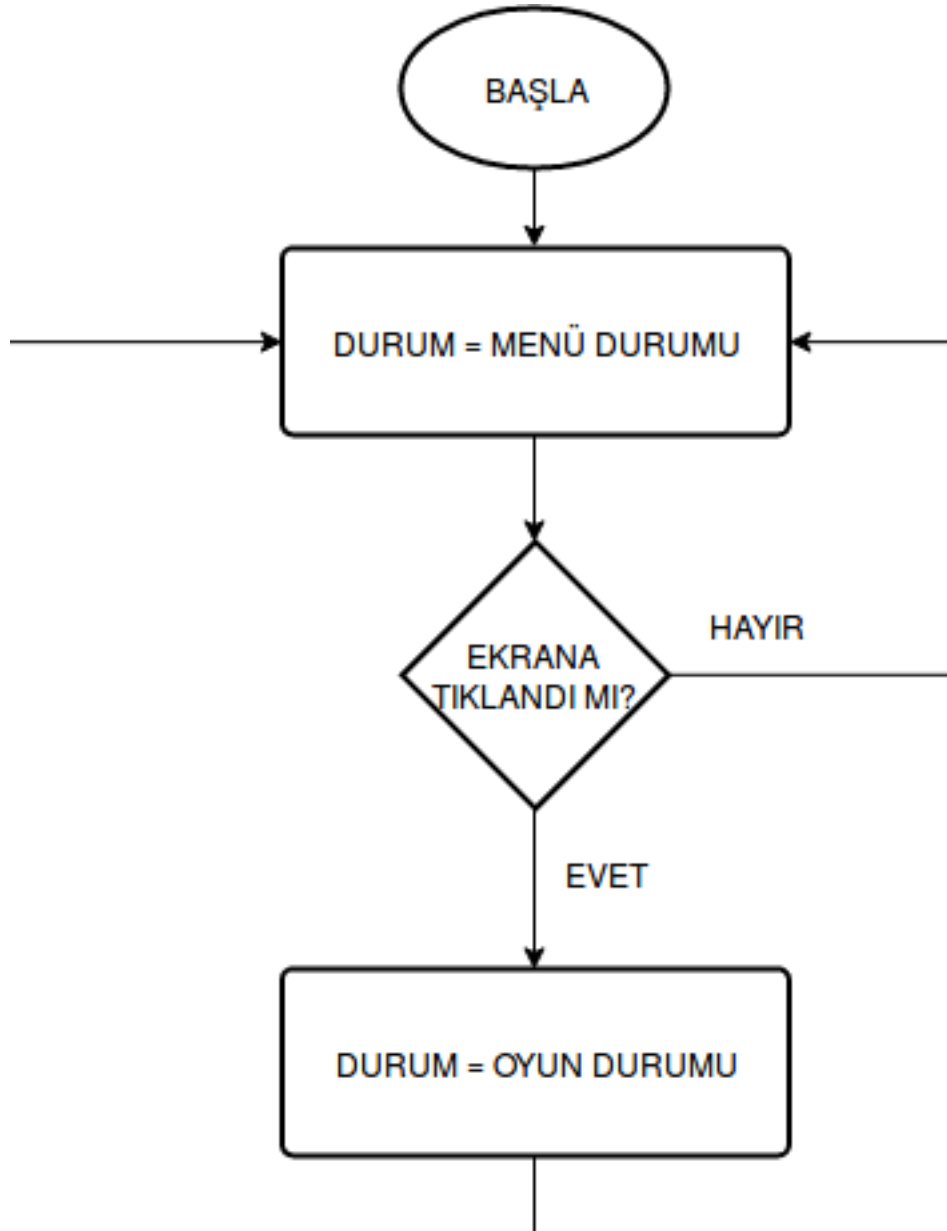 BAŞLA
DURUM = MENÜ DURUMU
HAYIR
EKRANA
TIKLANDI MI?
EVET
DURUM = OYUN DURUMU